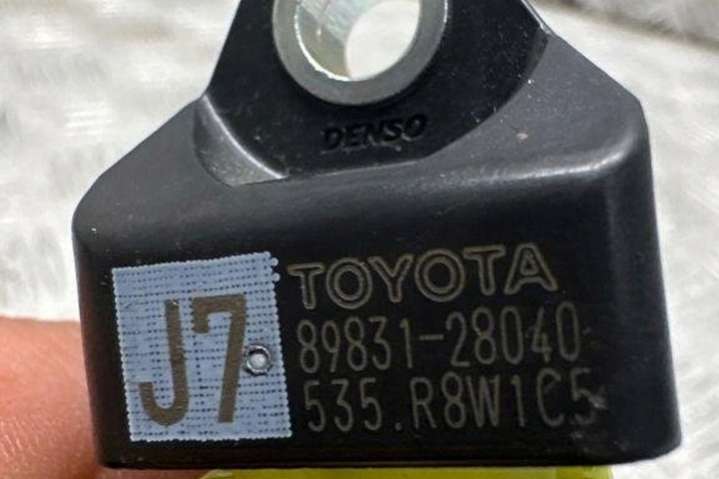 DENSO
TOYOTA
J7
89831-28040
535.R8W1C5